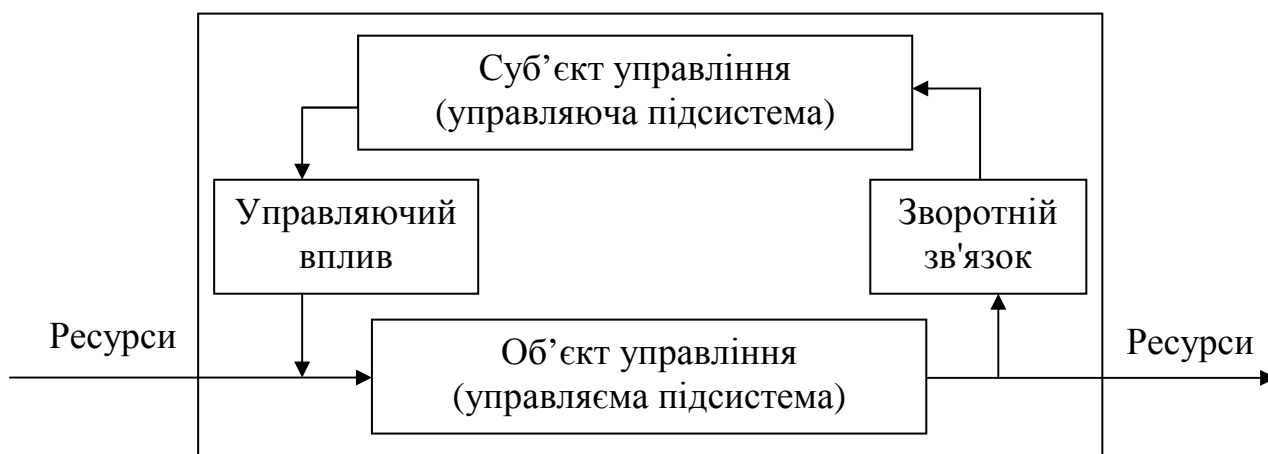 Суб’єкт управління
(управляюча підсистема)
Управляючий
вплив
Зворотній
зв'язок
Ресурси
Об’єкт управління
(управляєма підсистема)
Ресурси